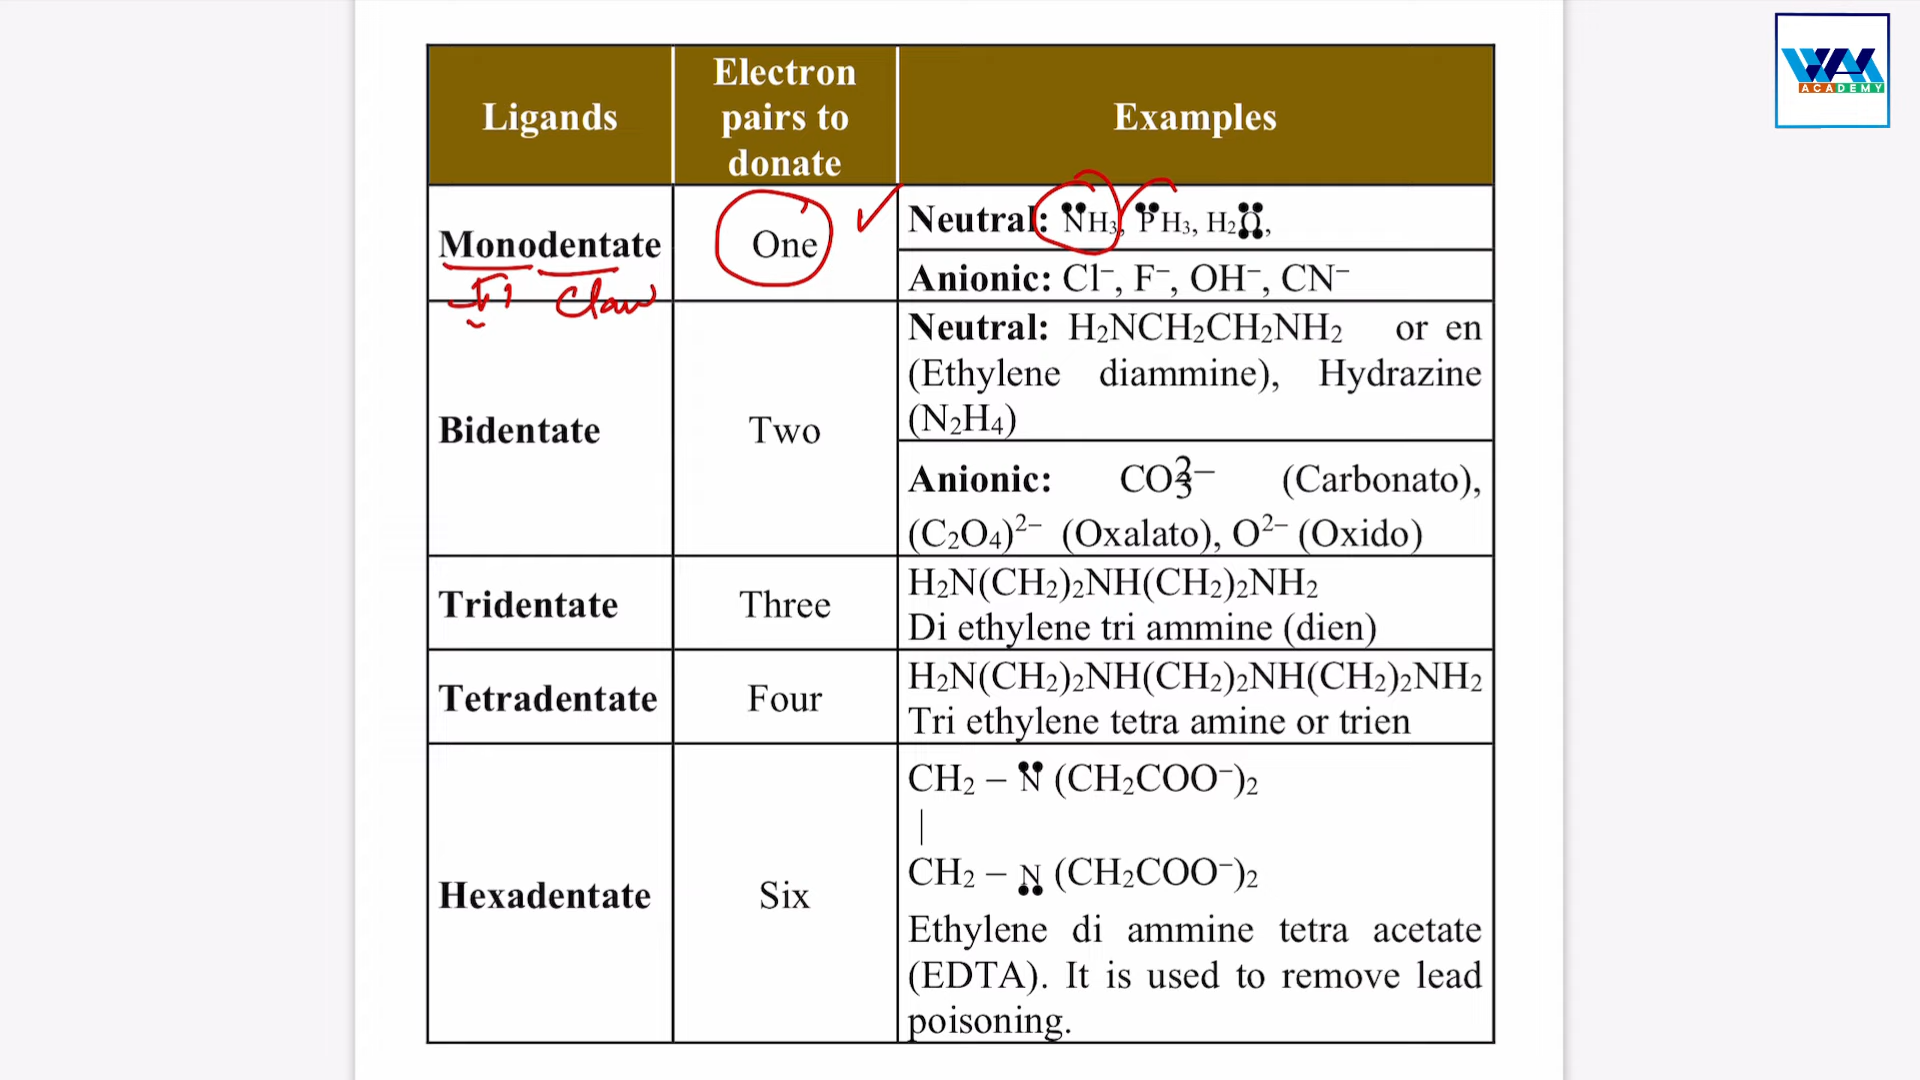 WAM
ACADEMY
Ligands
Electron
pairs to
donate
Examples
Monodentate
Claw
One
Neutral: NH₃, PH₃, H₂O,
Anionic: Cl⁻, F⁻, OH⁻, CN⁻
Bidentate
Two
Neutral: H₂NCH₂CH₂NH₂ or en
(Ethylene diammine), Hydrazine
(N₂H₄)
Anionic: CO₃²⁻ (Carbonato),
(C₂O₄)²⁻ (Oxalato), O²⁻ (Oxido)
Tridentate
Three
H₂N(CH₂)₂NH(CH₂)₂NH₂
Di ethylene tri ammine (dien)
Tetradentate
Four
H₂N(CH₂)₂NH(CH₂)₂NH(CH₂)₂NH₂
Tri ethylene tetra amine or trien
Hexadentate
Six
CH₂ – N (CH₂COO⁻)₂
|
CH₂ – N (CH₂COO⁻)₂
Ethylene di ammine tetra acetate
(EDTA). It is used to remove lead
poisoning.